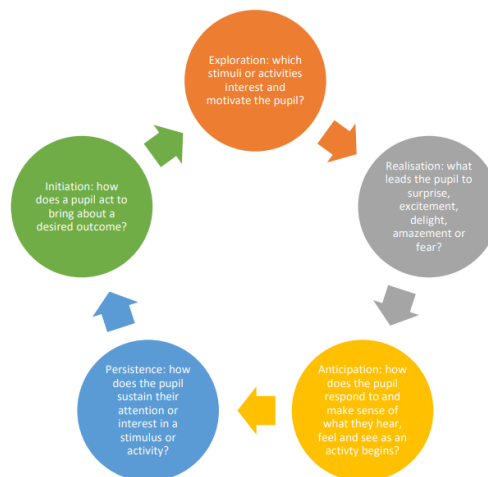 Exploration: which
stimuli or activities
interest and
motivate the pupil?
Realisation: what
leads the pupil to
surprise,
excitement,
delight,
amazement or
fear?
Anticipation: how
does the pupil
respond to and
make sense of
what they hear,
feel and see as an
activty begins?
Persistence: how
does the pupil
sustain their
attention or
interest in a
stimulus or
activity?
Initiation: how
does a pupil act to
bring about a
desired outcome?